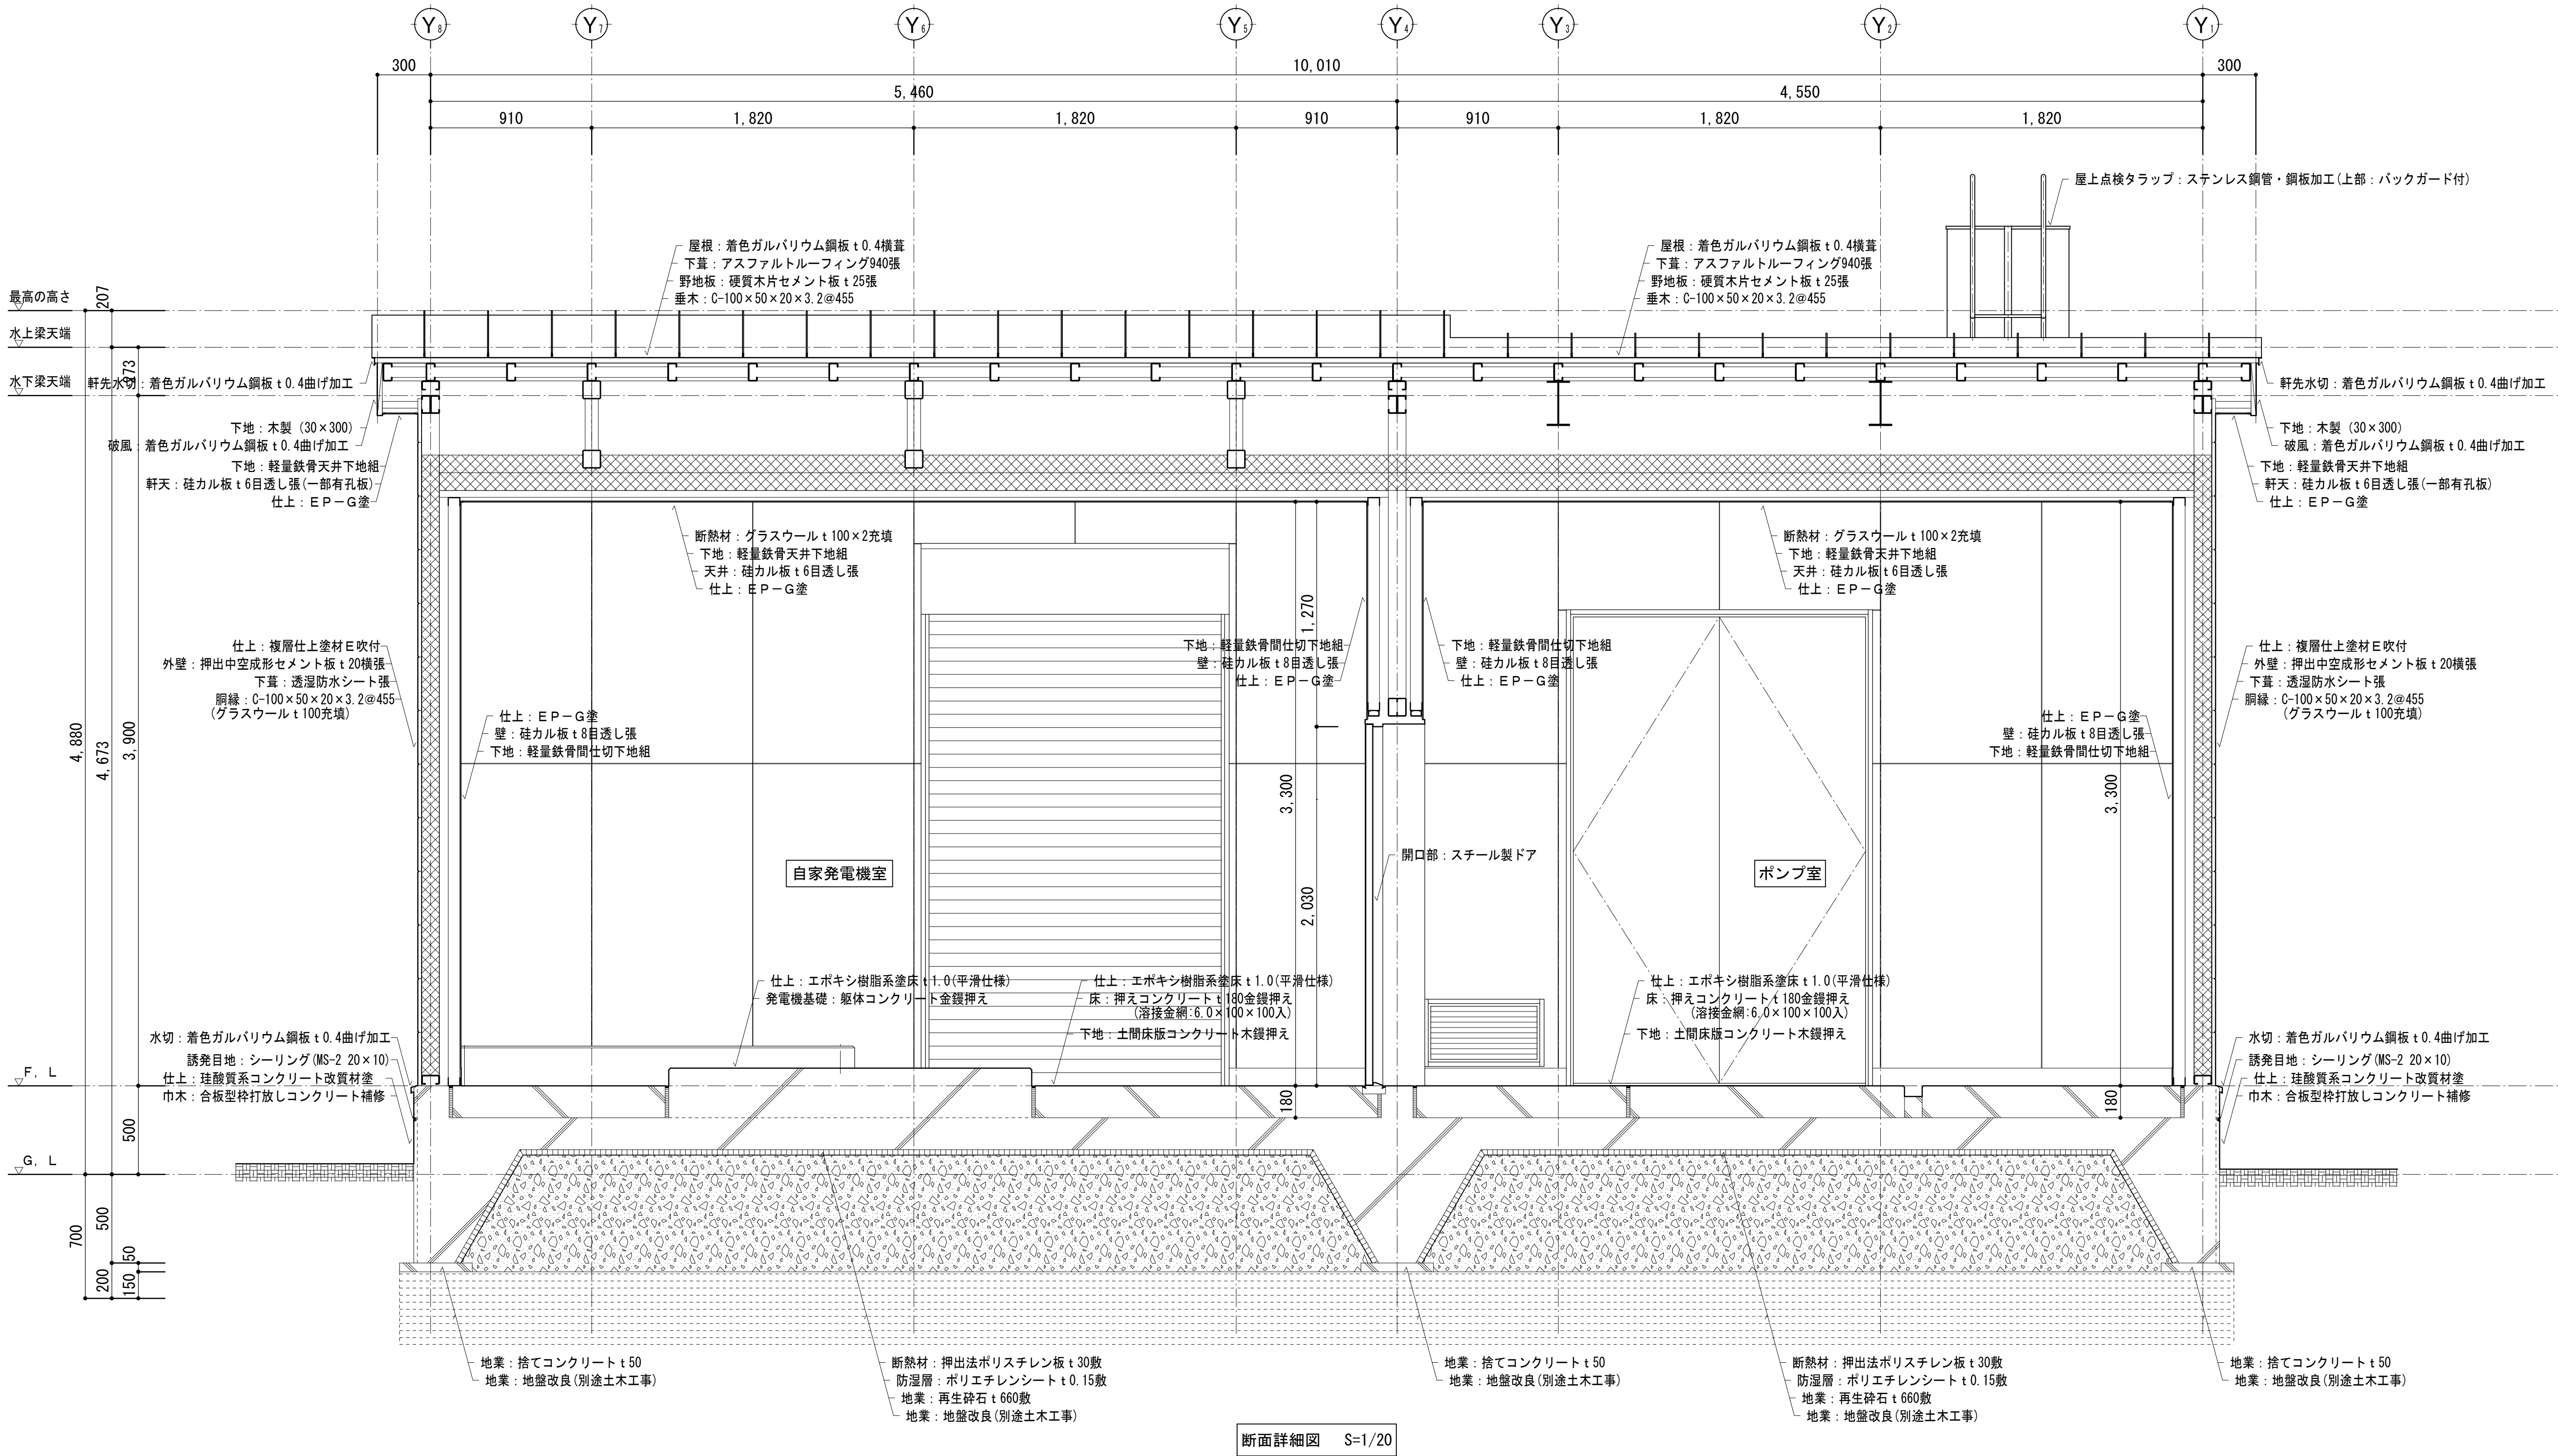 Y8 Y7 Y6 Y5 Y4 Y3 Y2 Y1
300 10,010 300
5,460 4,550
910 1,820 1,820 910 910 1,820 1,820
屋上点検タラップ：ステンレス鋼管・鋼板加工(上部：バックガード付)
屋根：着色ガルバリウム鋼板ｔ0.4横葺
下葺：アスファルトルーフィング940張
野地板：硬質木片セメント板ｔ25張
垂木：C-100×50×20×3.2@455
屋根：着色ガルバリウム鋼板ｔ0.4横葺
下葺：アスファルトルーフィング940張
野地板：硬質木片セメント板ｔ25張
垂木：C-100×50×20×3.2@455
最高の高さ
207
水上梁天端
水下梁天端
軒先水切：着色ガルバリウム鋼板ｔ0.4曲げ加工
下地：木製（30×300）
破風：着色ガルバリウム鋼板ｔ0.4曲げ加工
下地：軽量鉄骨天井下地組
軒天：硅カル板ｔ6目透し張(一部有孔板)
仕上：ＥＰ－Ｇ塗
軒先水切：着色ガルバリウム鋼板ｔ0.4曲げ加工
下地：木製（30×300）
破風：着色ガルバリウム鋼板ｔ0.4曲げ加工
下地：軽量鉄骨天井下地組
軒天：硅カル板ｔ6目透し張(一部有孔板)
仕上：ＥＰ－Ｇ塗
断熱材：グラスウールｔ100×2充填
下地：軽量鉄骨天井下地組
天井：硅カル板ｔ6目透し張
仕上：ＥＰ－Ｇ塗
断熱材：グラスウールｔ100×2充填
下地：軽量鉄骨天井下地組
天井：硅カル板ｔ6目透し張
仕上：ＥＰ－Ｇ塗
仕上：複層仕上塗材Ｅ吹付
外壁：押出中空成形セメント板ｔ20横張
下葺：透湿防水シート張
胴縁：C-100×50×20×3.2@455
(グラスウールｔ100充填)
1,270
下地：軽量鉄骨間仕切下地組
壁：硅カル板ｔ8目透し張
仕上：ＥＰ－Ｇ塗
下地：軽量鉄骨間仕切下地組
壁：硅カル板ｔ8目透し張
仕上：ＥＰ－Ｇ塗
仕上：複層仕上塗材Ｅ吹付
外壁：押出中空成形セメント板ｔ20横張
下葺：透湿防水シート張
胴縁：C-100×50×20×3.2@455
(グラスウールｔ100充填)
仕上：ＥＰ－Ｇ塗
壁：硅カル板ｔ8目透し張
下地：軽量鉄骨間仕切下地組
仕上：ＥＰ－Ｇ塗
壁：硅カル板ｔ8目透し張
下地：軽量鉄骨間仕切下地組
4,880 4,673 3,900
3,300 2,030 3,300
開口部：スチール製ドア
自家発電機室
ポンプ室
仕上：エポキシ樹脂系塗床ｔ1.0(平滑仕様)
発電機基礎：躯体コンクリート金鏝押え
仕上：エポキシ樹脂系塗床ｔ1.0(平滑仕様)
床：押えコンクリートｔ180金鏝押え
(溶接金網:6.0×100×100入)
下地：土間床版コンクリート木鏝押え
仕上：エポキシ樹脂系塗床ｔ1.0(平滑仕様)
床：押えコンクリートｔ180金鏝押え
(溶接金網:6.0×100×100入)
下地：土間床版コンクリート木鏝押え
水切：着色ガルバリウム鋼板ｔ0.4曲げ加工
誘発目地：シーリング(MS-2 20×10)
仕上：珪酸質系コンクリート改質材塗
巾木：合板型枠打放しコンクリート補修
水切：着色ガルバリウム鋼板ｔ0.4曲げ加工
誘発目地：シーリング(MS-2 20×10)
仕上：珪酸質系コンクリート改質材塗
巾木：合板型枠打放しコンクリート補修
F. L
180 180
500
G. L
700 500 50
200 150
地業：捨てコンクリートｔ50
地業：地盤改良(別途土木工事)
断熱材：押出法ポリスチレン板ｔ30敷
防湿層：ポリエチレンシートｔ0.15敷
地業：再生砕石ｔ660敷
地業：地盤改良(別途土木工事)
地業：捨てコンクリートｔ50
地業：地盤改良(別途土木工事)
断熱材：押出法ポリスチレン板ｔ30敷
防湿層：ポリエチレンシートｔ0.15敷
地業：再生砕石ｔ660敷
地業：地盤改良(別途土木工事)
地業：捨てコンクリートｔ50
地業：地盤改良(別途土木工事)
断面詳細図 S=1/20